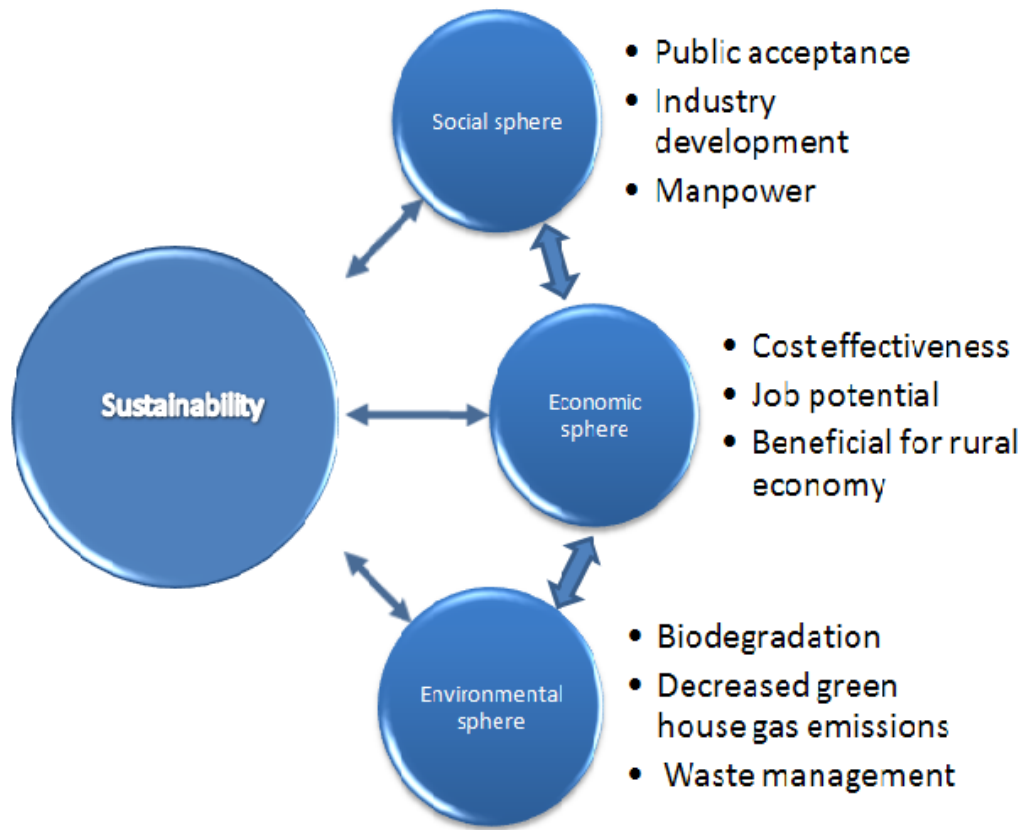 Social sphere
• Public acceptance
• Industry
development
• Manpower
Sustainability
Economic
sphere
• Cost effectiveness
• Job potential
• Beneficial for rural
economy
Environmental
sphere
• Biodegradation
• Decreased green
house gas emissions
• Waste management